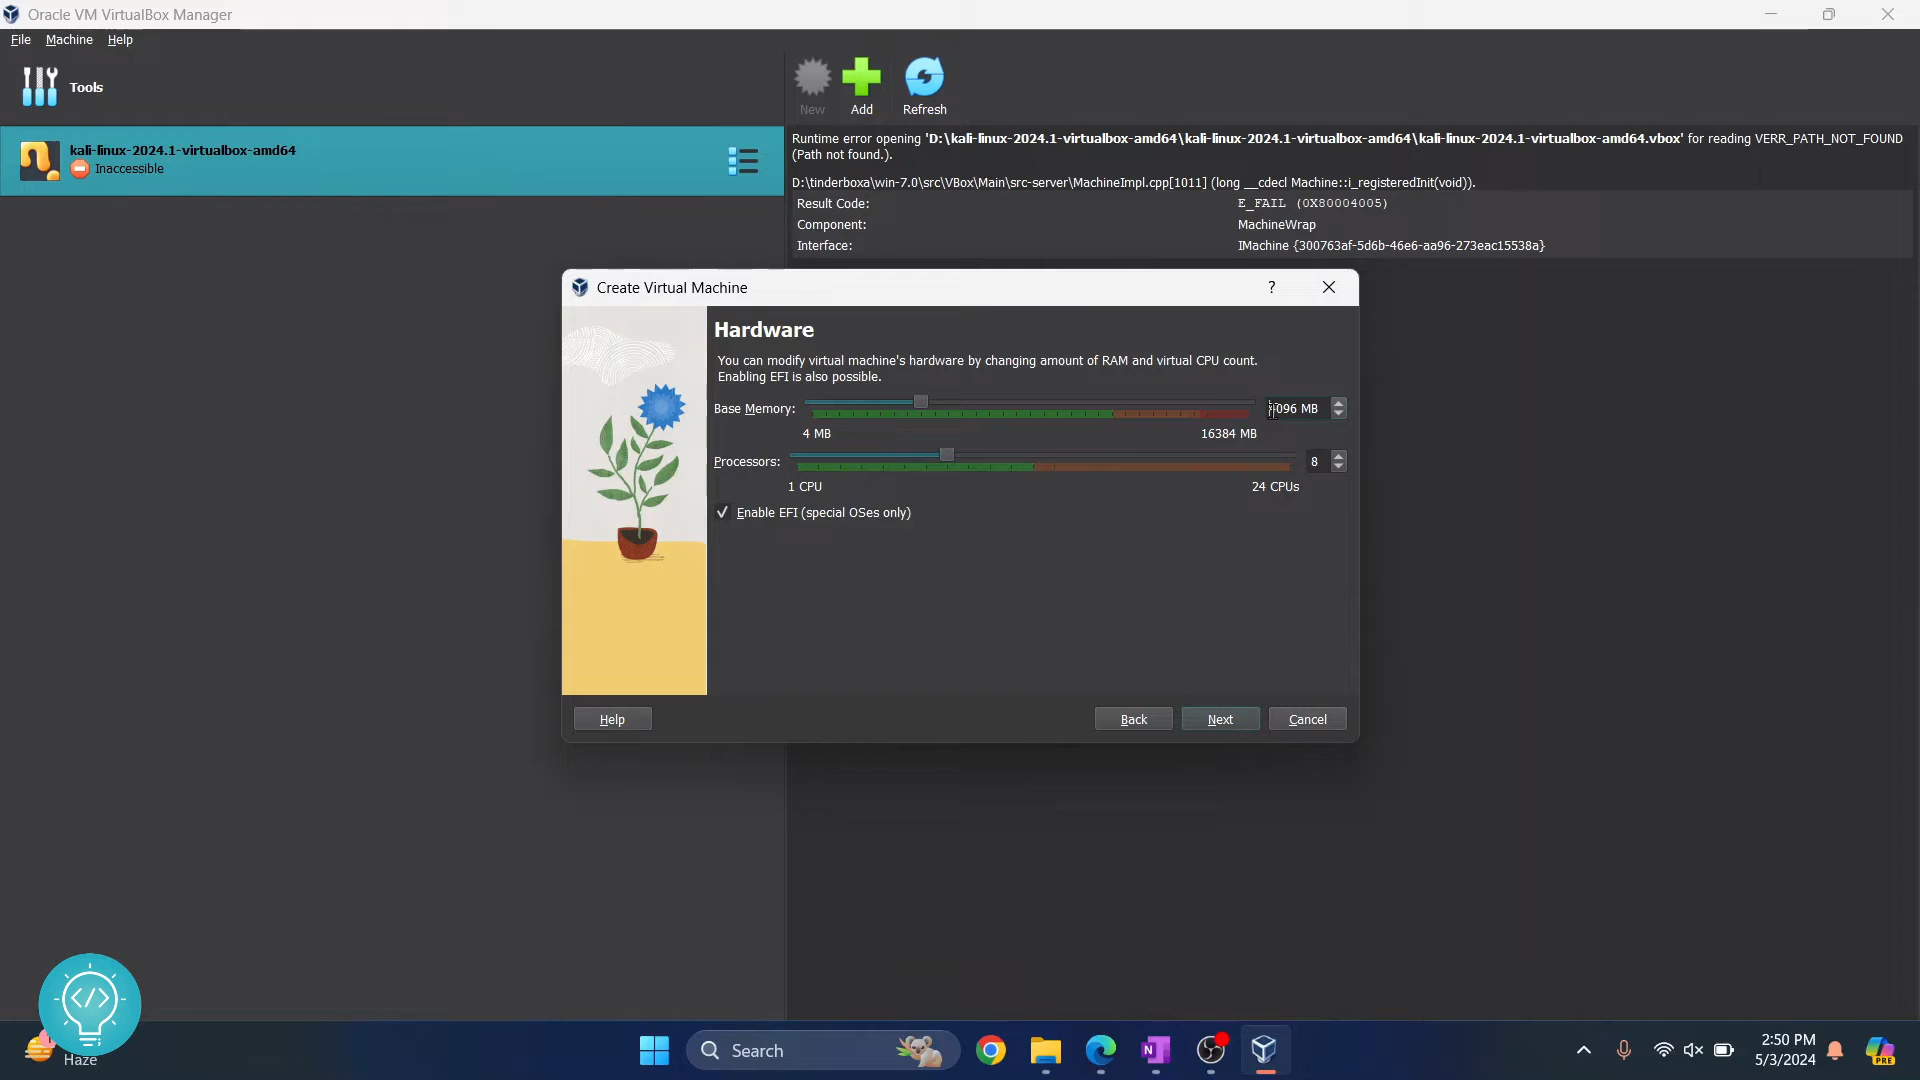 Oracle VM VirtualBox Manager
File Machine Help
Tools
New Add Refresh
kali-linux-2024.1-virtualbox-amd64
Inaccessible
Runtime error opening 'D:\kali-linux-2024.1-virtualbox-amd64\kali-linux-2024.1-virtualbox-amd64\kali-linux-2024.1-virtualbox-amd64.vbox' for reading VERR_PATH_NOT_FOUND
(Path not found.).
D:\tinderboxa\win-7.0\src\VBox\Main\src-server\MachineImpl.cpp[1011] (long __cdecl Machine::i_registeredInit(void)).
Result Code: E_FAIL (0X80004005)
Component: MachineWrap
Interface: IMachine {300763af-5d6b-46e6-aa96-273eac15538a}
Create Virtual Machine ?
Hardware
You can modify virtual machine's hardware by changing amount of RAM and virtual CPU count.
Enabling EFI is also possible.
Base Memory: MB
4 MB 16384 MB
Processors: 8
1 CPU 24 CPUs
Enable EFI (special OSes only)
Help Back Next Cancel
</>
Haze
Search
N
PRE
2:50 PM
5/3/2024